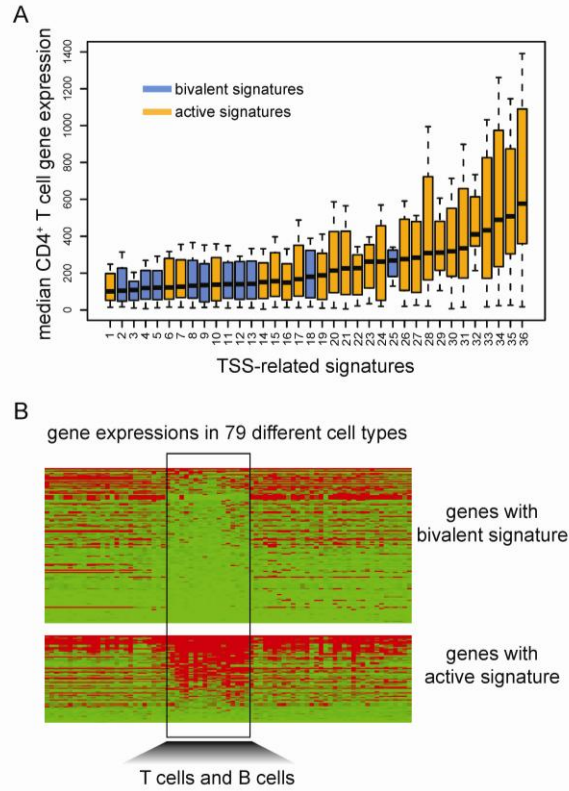 A
median CD4+ T cell gene expression
1400
1200
1000
800
600
400
200
0
bivalent signatures
active signatures
1 2 3 4 5 6 7 8 9 10 11 12 13 14 15 16 17 18 19 20 21 22 23 24 25 26 27 28 29 30 31 32 33 34 35 36
TSS-related signatures
B
gene expressions in 79 different cell types
genes with
bivalent signature
genes with
active signature
T cells and B cells